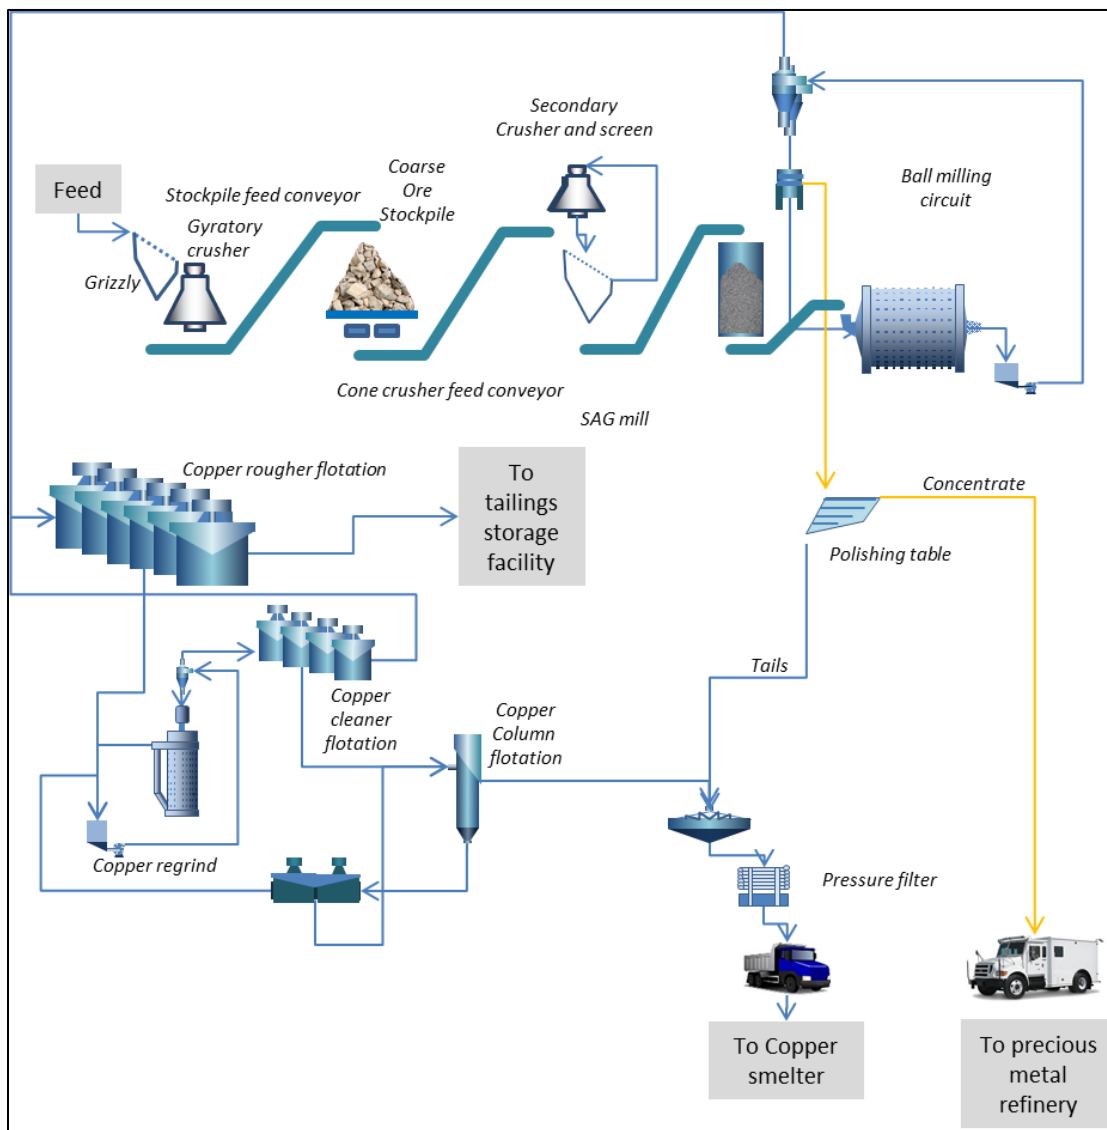 Secondary
Crusher and screen
Feed
Stockpile feed conveyor
Gyratory
crusher
Grizzly
Coarse
Ore
Stockpile
Ball milling
circuit
Cone crusher feed conveyor
SAG mill
Copper rougher flotation
To
tailings
storage
facility
Concentrate
Polishing table
Tails
Copper
cleaner
flotation
Copper
Column
flotation
Copper regrind
Pressure filter
To Copper
smelter
To precious
metal
refinery